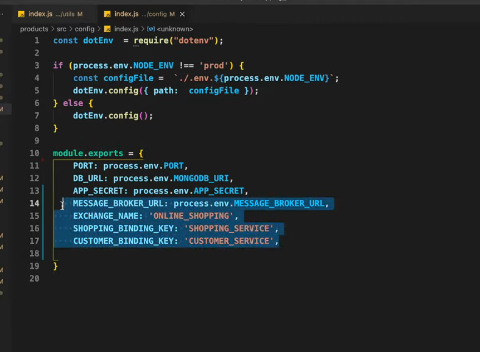 index.js .../utils
index.js .../config
products > src > config > index.js > <unknown>
1 const dotEnv = require("dotenv");
2
3 if (process.env.NODE_ENV !== 'prod') {
4 const configFile = `./.env.${process.env.NODE_ENV}`;
5 dotEnv.config({ path: configFile });
6 } else {
7 dotEnv.config();
8 }
9
10 module.exports = {
11 PORT: process.env.PORT,
12 DB_URL: process.env.MONGODB_URI,
13 APP_SECRET: process.env.APP_SECRET,
14 MESSAGE_BROKER_URL: process.env.MESSAGE_BROKER_URL,
15 EXCHANGE_NAME: 'ONLINE_SHOPPING',
16 SHOPPING_BINDING_KEY: 'SHOPPING_SERVICE',
17 CUSTOMER_BINDING_KEY: 'CUSTOMER_SERVICE',
18
19 }
20